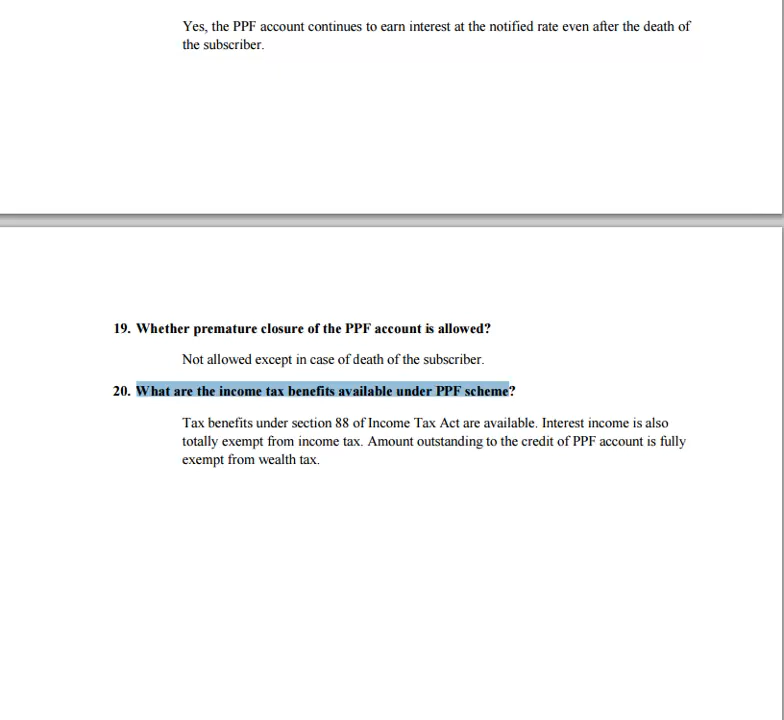 Yes, the PPF account continues to earn interest at the notified rate even after the death of
the subscriber.
19. Whether premature closure of the PPF account is allowed?
Not allowed except in case of death of the subscriber.
20. What are the income tax benefits available under PPF scheme?
Tax benefits under section 88 of Income Tax Act are available. Interest income is also
totally exempt from income tax. Amount outstanding to the credit of PPF account is fully
exempt from wealth tax.